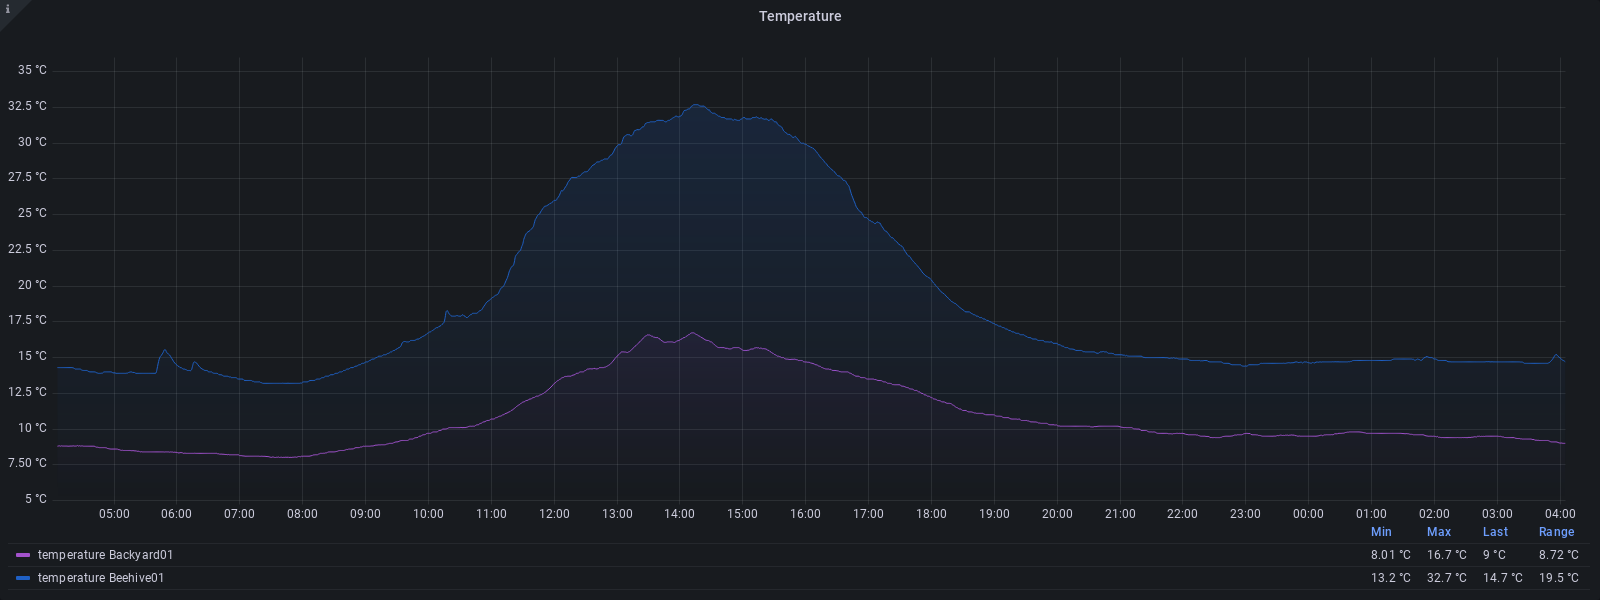 i
Temperature
35 °C
32.5 °C
30 °C
27.5 °C
25 °C
22.5 °C
20 °C
17.5 °C
15 °C
12.5 °C
10 °C
7.50 °C
5 °C
05:00 06:00 07:00 08:00 09:00 10:00 11:00 12:00 13:00 14:00 15:00 16:00 17:00 18:00 19:00 20:00 21:00 22:00 23:00 00:00 01:00 02:00 03:00 04:00
Min Max Last Range
temperature Backyard01 8.01 °C 16.7 °C 9 °C 8.72 °C
temperature Beehive01 13.2 °C 32.7 °C 14.7 °C 19.5 °C